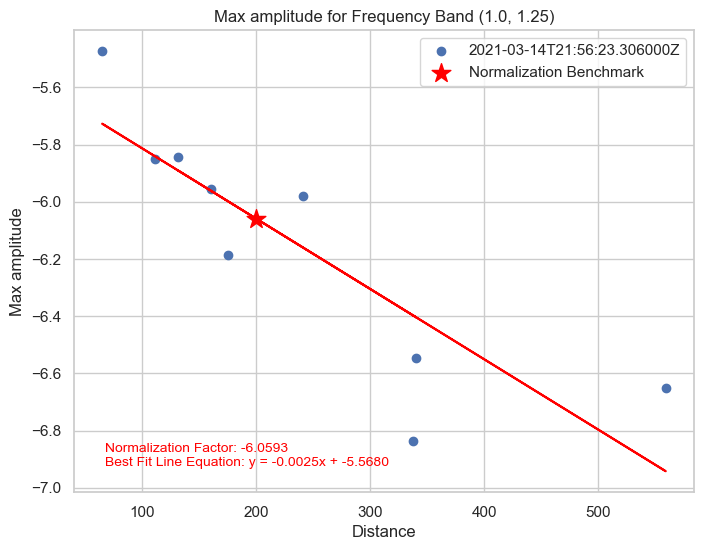 Max amplitude for Frequency Band (1.0, 1.25)
2021-03-14T21:56:23.306000Z
Normalization Benchmark
−5.6
−5.8
−6.0
−6.2
−6.4
−6.6
−6.8
−7.0
Max amplitude
Normalization Factor: -6.0593
Best Fit Line Equation: y = -0.0025x + -5.5680
100
200
300
400
500
Distance